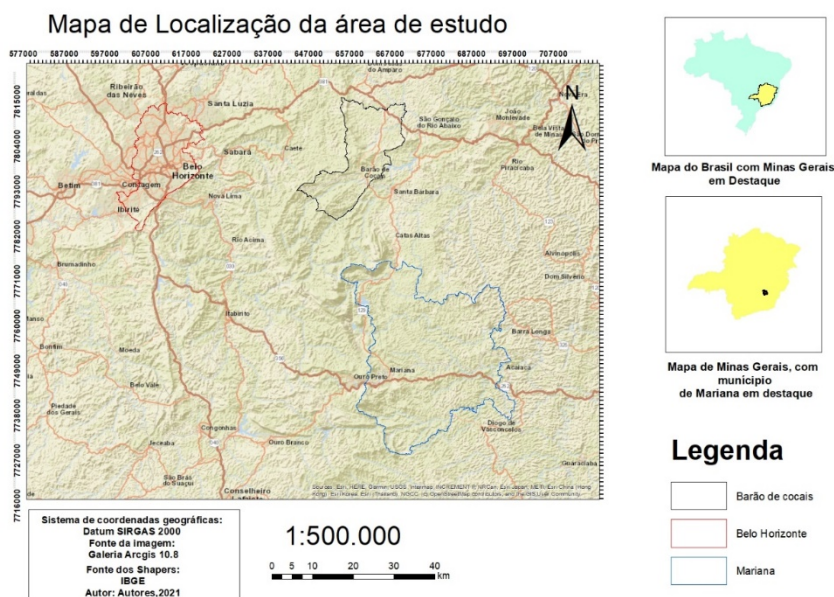 Mapa de Localização da área de estudo
577000 587000 597000 607000 617000 627000 637000 647000 657000 667000 677000 687000 697000 707000
7815000
7804000
7793000
7782000
7771000
7760000
7749000
7738000
7727000
7716000
Ribeirão
das Neves
Santa Luzia
do Amparo
São Gonçalo
do Rio Abaixo
João
Monlevade
N
Sabará
Caeté
Belo
Horizonte
Barão de
Cocais
Rio
Piracicaba
Betim
Contagem
Santa Bárbara
Ibirité
Nova Lima
Rio Acima
Catas Altas
Alvinópolis
Brumadinho
Dom Silvério
Itabirito
Barra Longa
Bonfim
Moeda
Mariana
Acaiaca
Ouro Preto
Belo Vale
Piedade
dos Gerais
Congonhas
Diogo de
Vasconcelos
Jeceaba
Ouro Branco
Guaraciaba
São Brás
do Suaçuí
Conselheiro
Mapa do Brasil com Minas Gerais
em Destaque
Mapa de Minas Gerais, com
município
de Mariana em destaque
Legenda
Barão de cocais
Belo Horizonte
Mariana
Sistema de coordenadas geográficas:
Datum SIRGAS 2000
Fonte da imagem:
Galeria Arcgis 10.8
Fonte dos Shapers:
IBGE
Autor: Autores,2021
1:500.000
0 5 10 20 30 40
km